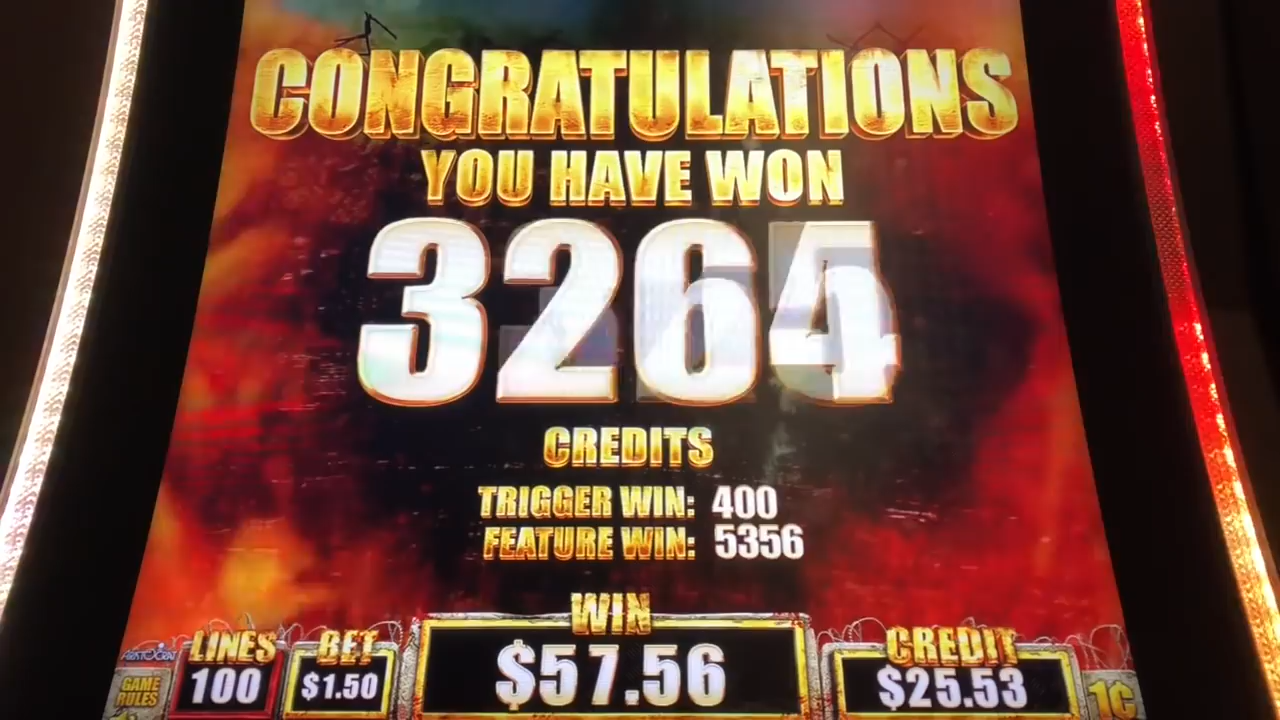 CONGRATULATIONS
YOU HAVE WON
3264
CREDITS
TRIGGER WIN: 400
FEATURE WIN: 5356
WIN
$57.56
LINES
100
BET
$1.50
CREDIT
$25.53
ARISTOCRAT
GAME
RULES
1¢